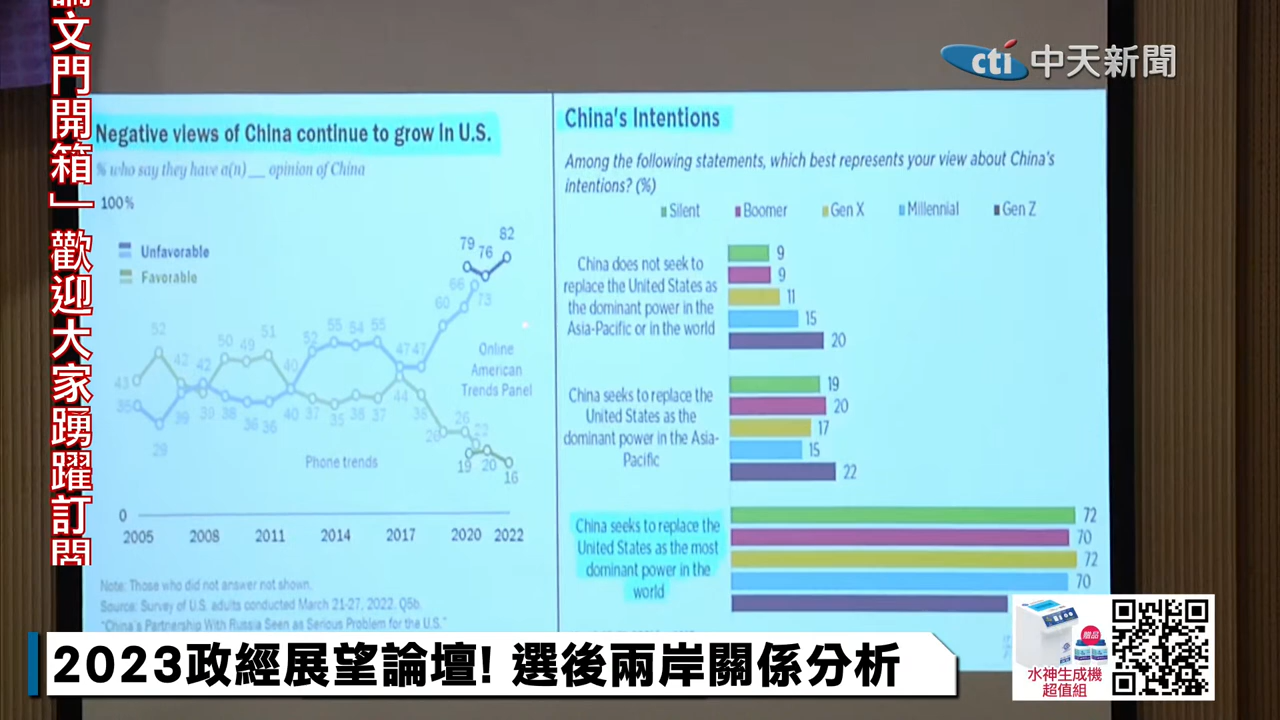 論文門開箱」歡迎大家踴躍訂閱
cti 中天新聞
Negative views of China continue to grow in U.S.
% who say they have a(n) __ opinion of China
100%
Unfavorable
Favorable
79
76
82
66
73
60
52
50
49
51
52
55
54
55
47
47
43
42
42
40
35
39
39
38
36
36
40
37
35
38
37
44
36
29
26
26
22
19
20
16
Online
American
Trends Panel
Phone trends
0
2005
2008
2011
2014
2017
2020
2022
Note: Those who did not answer not shown.
Source: Survey of U.S. adults conducted March 21-27, 2022. Q5b.
"China's Partnership With Russia Seen as Serious Problem for the U.S."
China's Intentions
Among the following statements, which best represents your view about China's
intentions? (%)
Silent
Boomer
Gen X
Millennial
Gen Z
China does not seek to
replace the United States as
the dominant power in the
Asia-Pacific or in the world
9
9
11
15
20
China seeks to replace the
United States as the
dominant power in the Asia-
Pacific
19
20
17
15
22
China seeks to replace the
United States as the most
dominant power in the
world
72
70
72
70
2023政經展望論壇! 選後兩岸關係分析
贈品
水神生成機
超值組